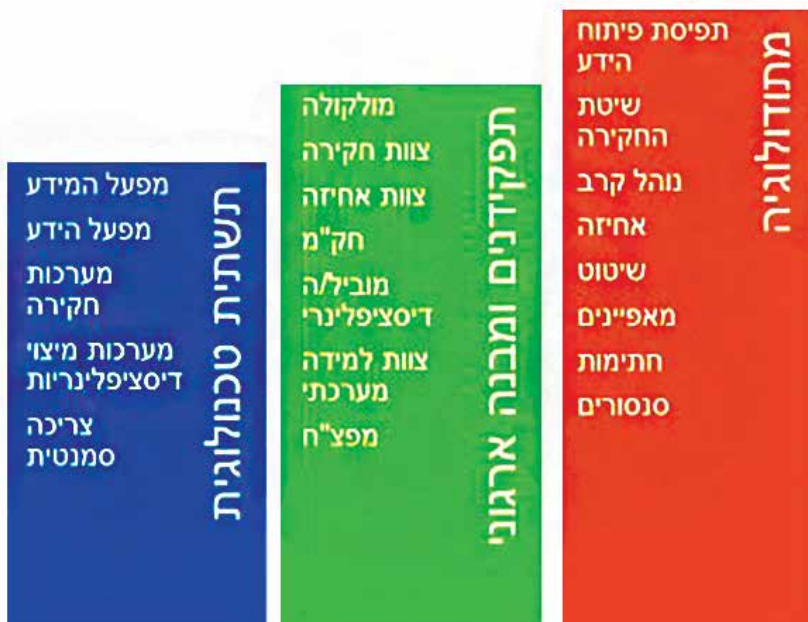 מתודולוגיה
תפיסת פיתוח
הידע
שיטת
החקירה
נוהל קרב
אחיזה
שיטוט
מאפיינים
חתימות
סנסורים
תפקידנים ומבנה ארגוני
מולקולה
צוות חקירה
צוות אחיזה
חק"מ
מוביל/ה
דיסציפלינרי
צוות למידה
מערכתי
מפצ"ח
תשתית טכנולוגית
מפעל המידע
מפעל הידע
מערכות
חקירה
מערכות מיצוי
דיסציפלינריות
צריכה
סמנטית